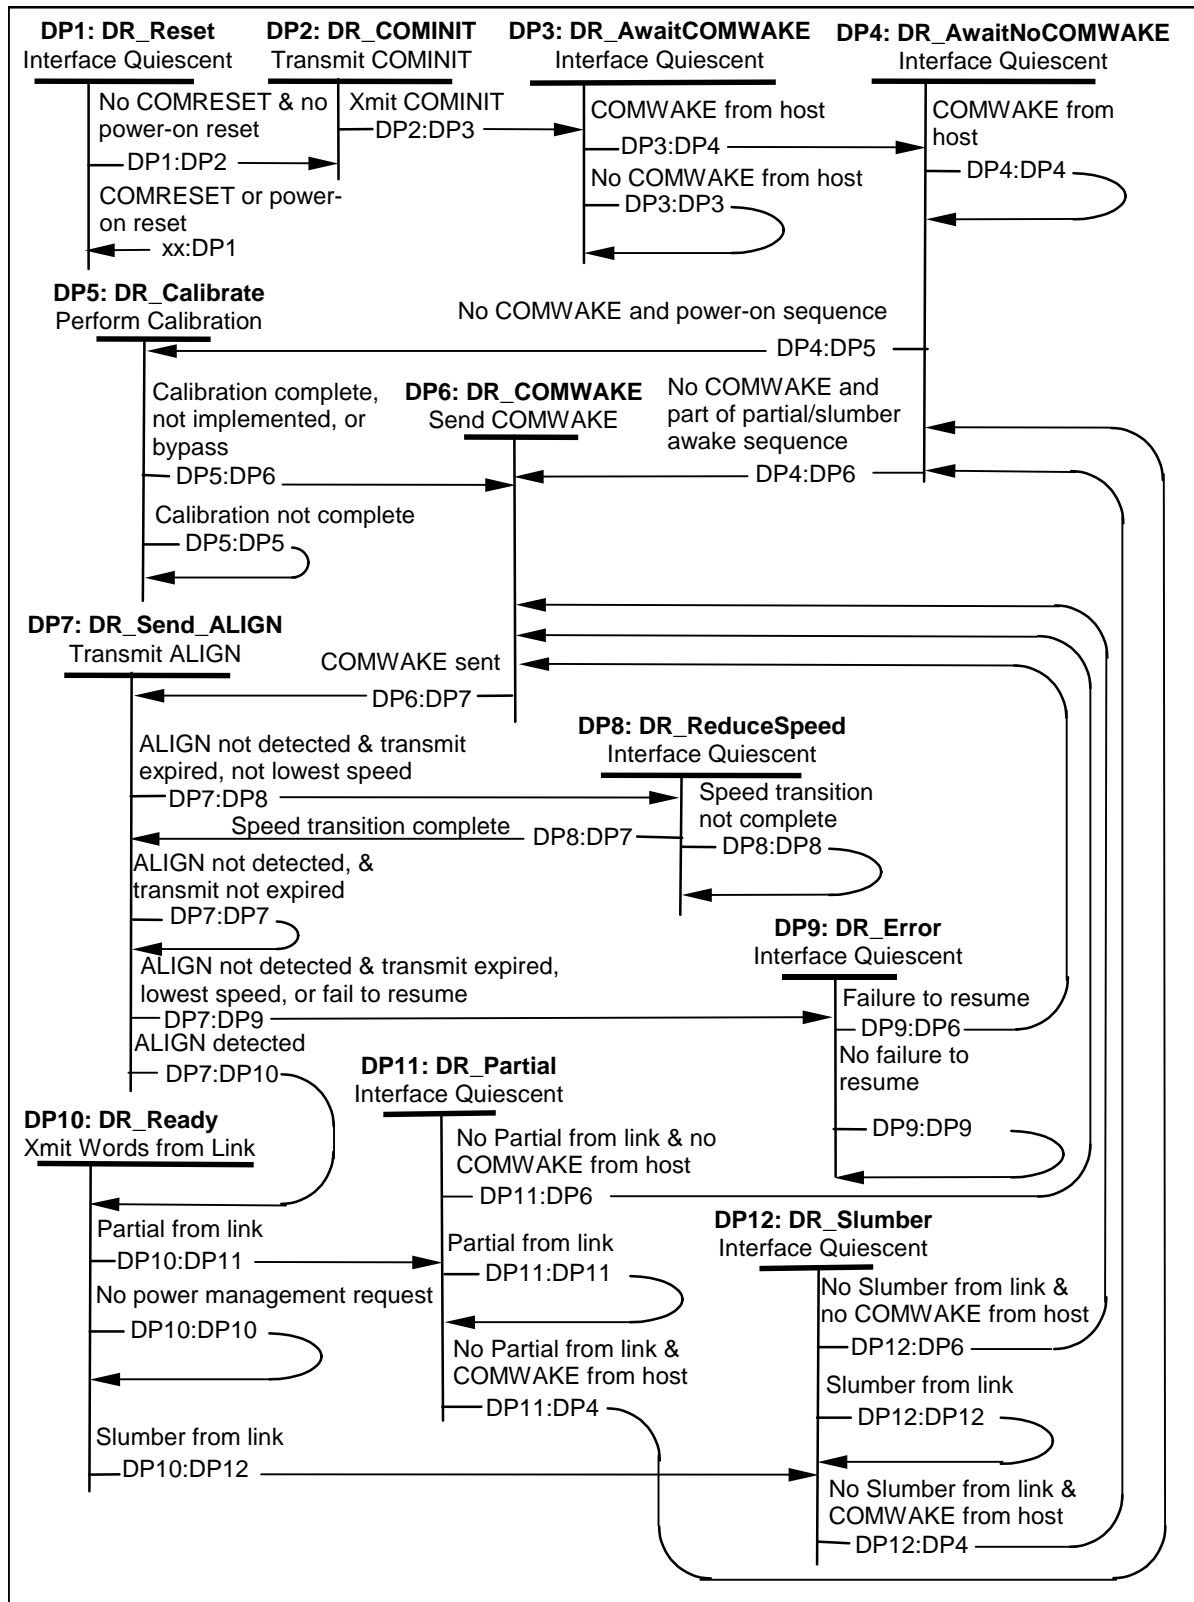 DP1: DR_Reset
Interface Quiescent
No COMRESET & no
power-on reset
DP1:DP2
COMRESET or power-
on reset
xx:DP1
DP2: DR_COMINIT
Transmit COMINIT
Xmit COMINIT
DP2:DP3
DP3: DR_AwaitCOMWAKE
Interface Quiescent
COMWAKE from host
DP3:DP4
No COMWAKE from host
DP3:DP3
DP4: DR_AwaitNoCOMWAKE
Interface Quiescent
COMWAKE from
host
DP4:DP4
No COMWAKE and power-on sequence
DP4:DP5
No COMWAKE and
part of partial/slumber
awake sequence
DP4:DP6
DP5: DR_Calibrate
Perform Calibration
Calibration complete,
not implemented, or
bypass
DP5:DP6
Calibration not complete
DP5:DP5
DP6: DR_COMWAKE
Send COMWAKE
COMWAKE sent
DP6:DP7
DP7: DR_Send_ALIGN
Transmit ALIGN
ALIGN not detected & transmit
expired, not lowest speed
DP7:DP8
Speed transition complete
DP8:DP7
ALIGN not detected, &
transmit not expired
DP7:DP7
ALIGN not detected & transmit expired,
lowest speed, or fail to resume
DP7:DP9
ALIGN detected
DP7:DP10
DP8: DR_ReduceSpeed
Interface Quiescent
Speed transition
not complete
DP8:DP8
DP9: DR_Error
Interface Quiescent
Failure to resume
DP9:DP6
No failure to
resume
DP9:DP9
DP10: DR_Ready
Xmit Words from Link
Partial from link
DP10:DP11
No power management request
DP10:DP10
Slumber from link
DP10:DP12
DP11: DR_Partial
Interface Quiescent
No Partial from link & no
COMWAKE from host
DP11:DP6
Partial from link
DP11:DP11
No Partial from link &
COMWAKE from host
DP11:DP4
DP12: DR_Slumber
Interface Quiescent
No Slumber from link &
no COMWAKE from host
DP12:DP6
Slumber from link
DP12:DP12
No Slumber from link &
COMWAKE from host
DP12:DP4